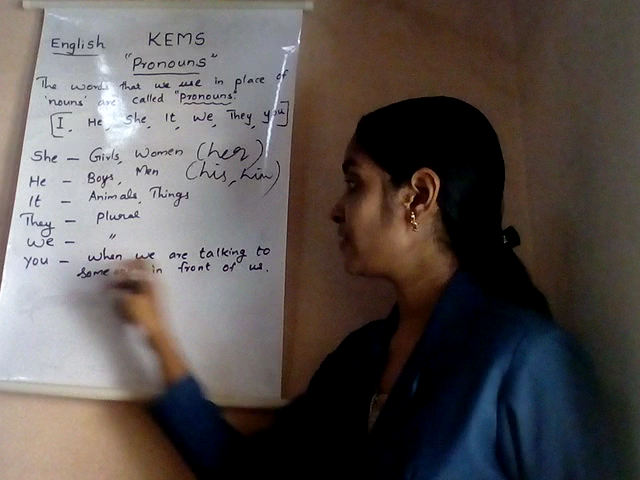 English KEMS
"Pronouns"
The words that we use in place of
'nouns' are called "pronouns".
[I, He, She, It, We, They, you]
She - Girls, Women (her)
He - Boys, Men (his, him)
It - Animals, Things
They - plural
we - "
you - when we are talking to
some in front of us.